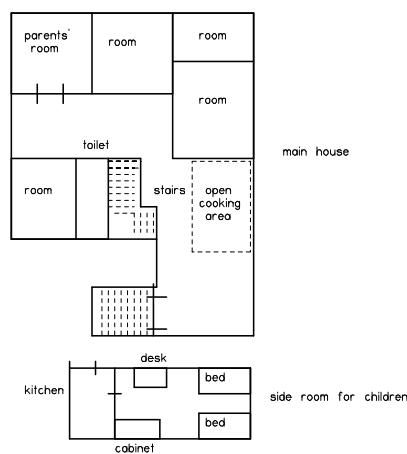 parents'
room
room
room
room
main house
toilet
room
stairs
open
cooking
area
desk
kitchen
bed
side room for children
bed
cabinet